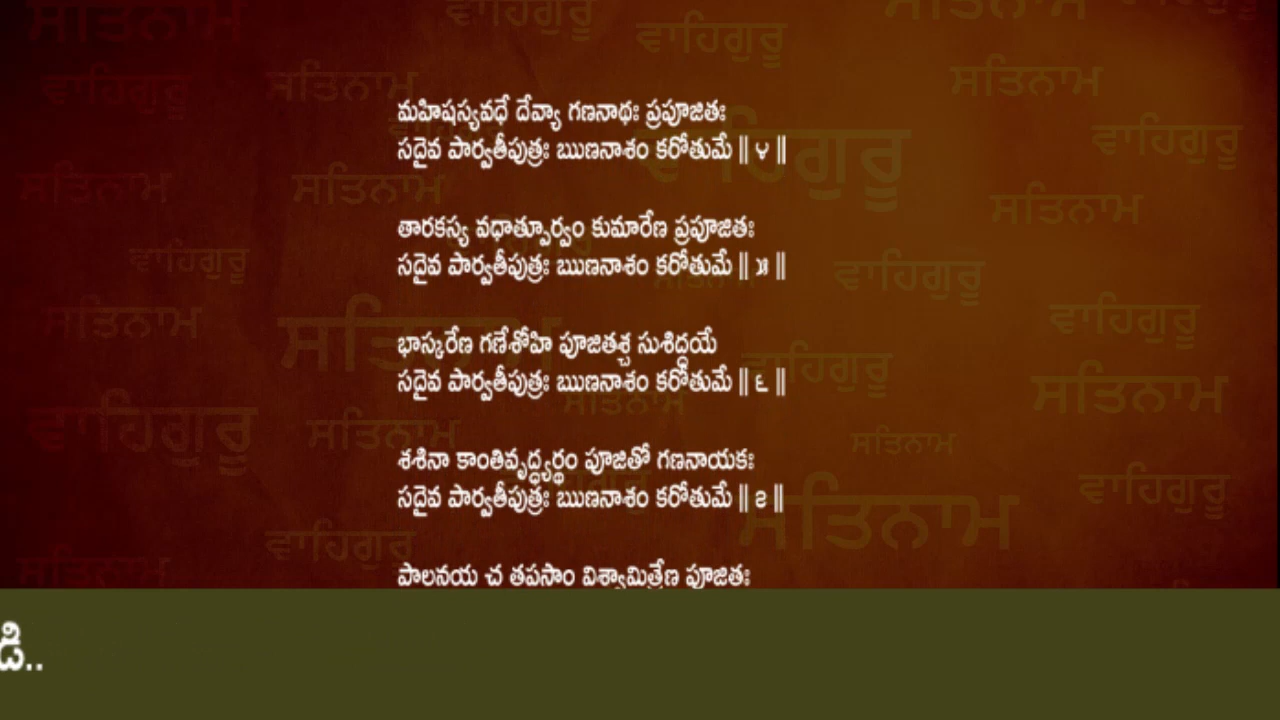 మహిషస్యవధే దేవ్యా గణనాథః ప్రపూజితః
సదైవ పార్వతీపుత్రః ఋణనాశం కరోతుమే || ౪ ||
తారకస్య వధాత్పూర్వం కుమారేణ ప్రపూజితః
సదైవ పార్వతీపుత్రః ఋణనాశం కరోతుమే || ౫ ||
భాస్కరేణ గణేశోహి పూజితశ్చ సుశిద్ధయే
సదైవ పార్వతీపుత్రః ఋణనాశం కరోతుమే || ౬ ||
శశినా కాంతివృద్ధ్యర్థం పూజితో గణనాయకః
సదైవ పార్వతీపుత్రః ఋణనాశం కరోతుమే || ౭ ||
పాలనయ చ తపసాం విశ్వామిత్రేణ పూజితః
డి..